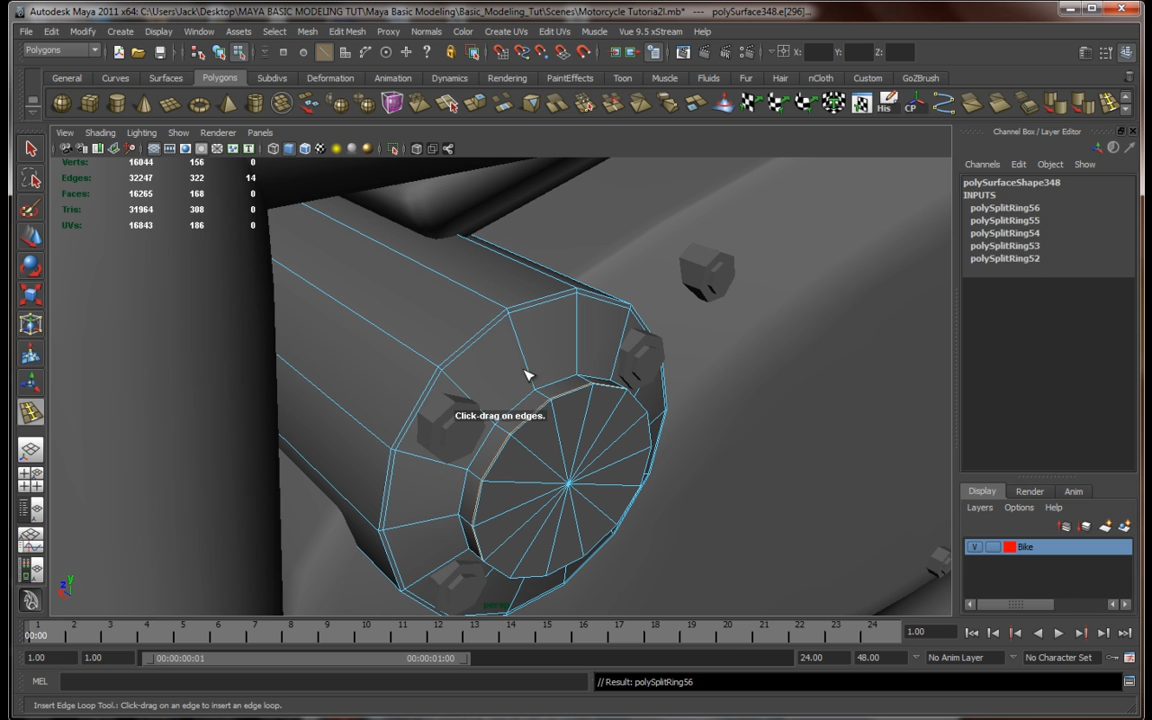 Autodesk Maya 2011 x64: C:\Users\Jack\Desktop\MAYA BASIC MODELING TUT\Maya Basic Modeling\Basic_Modeling_Tut\Scenes\Motorcycle Tutorial2l.mb* --- polySurface348.e[296]...
File Edit Modify Create Display Window Assets Select Mesh Edit Mesh Proxy Normals Color Create UVs Edit UVs Muscle Vue 9.5 xStream Help
Polygons X: Y: Z:
General Curves Surfaces Polygons Subdivs Deformation Animation Dynamics Rendering PaintEffects Toon Muscle Fluids Fur Hair nCloth Custom GoZBrush
His CP
View Shading Lighting Show Renderer Panels
Channel Box / Layer Editor
Channels Edit Object Show
Verts: 16044 156 0
Edges: 32247 322 14
Faces: 16265 168 0
Tris: 31964 308 0
UVs: 16843 186 0
polySurfaceShape348
INPUTS
polySplitRing56
polySplitRing55
polySplitRing54
polySplitRing53
polySplitRing52
Click-drag on edges.
Display Render Anim
Layers Options Help
V Bike
y
z
persp
1 2 3 4 5 6 7 8 9 10 11 12 13 14 15 16 17 18 19 20 21 22 23 24
00:00
1.00
1.00 1.00 00:00:00:01 00:00:01:00 24.00 48.00 No Anim Layer No Character Set
MEL // Result: polySplitRing56
Insert Edge Loop Tool: Click-drag on an edge to insert an edge loop.